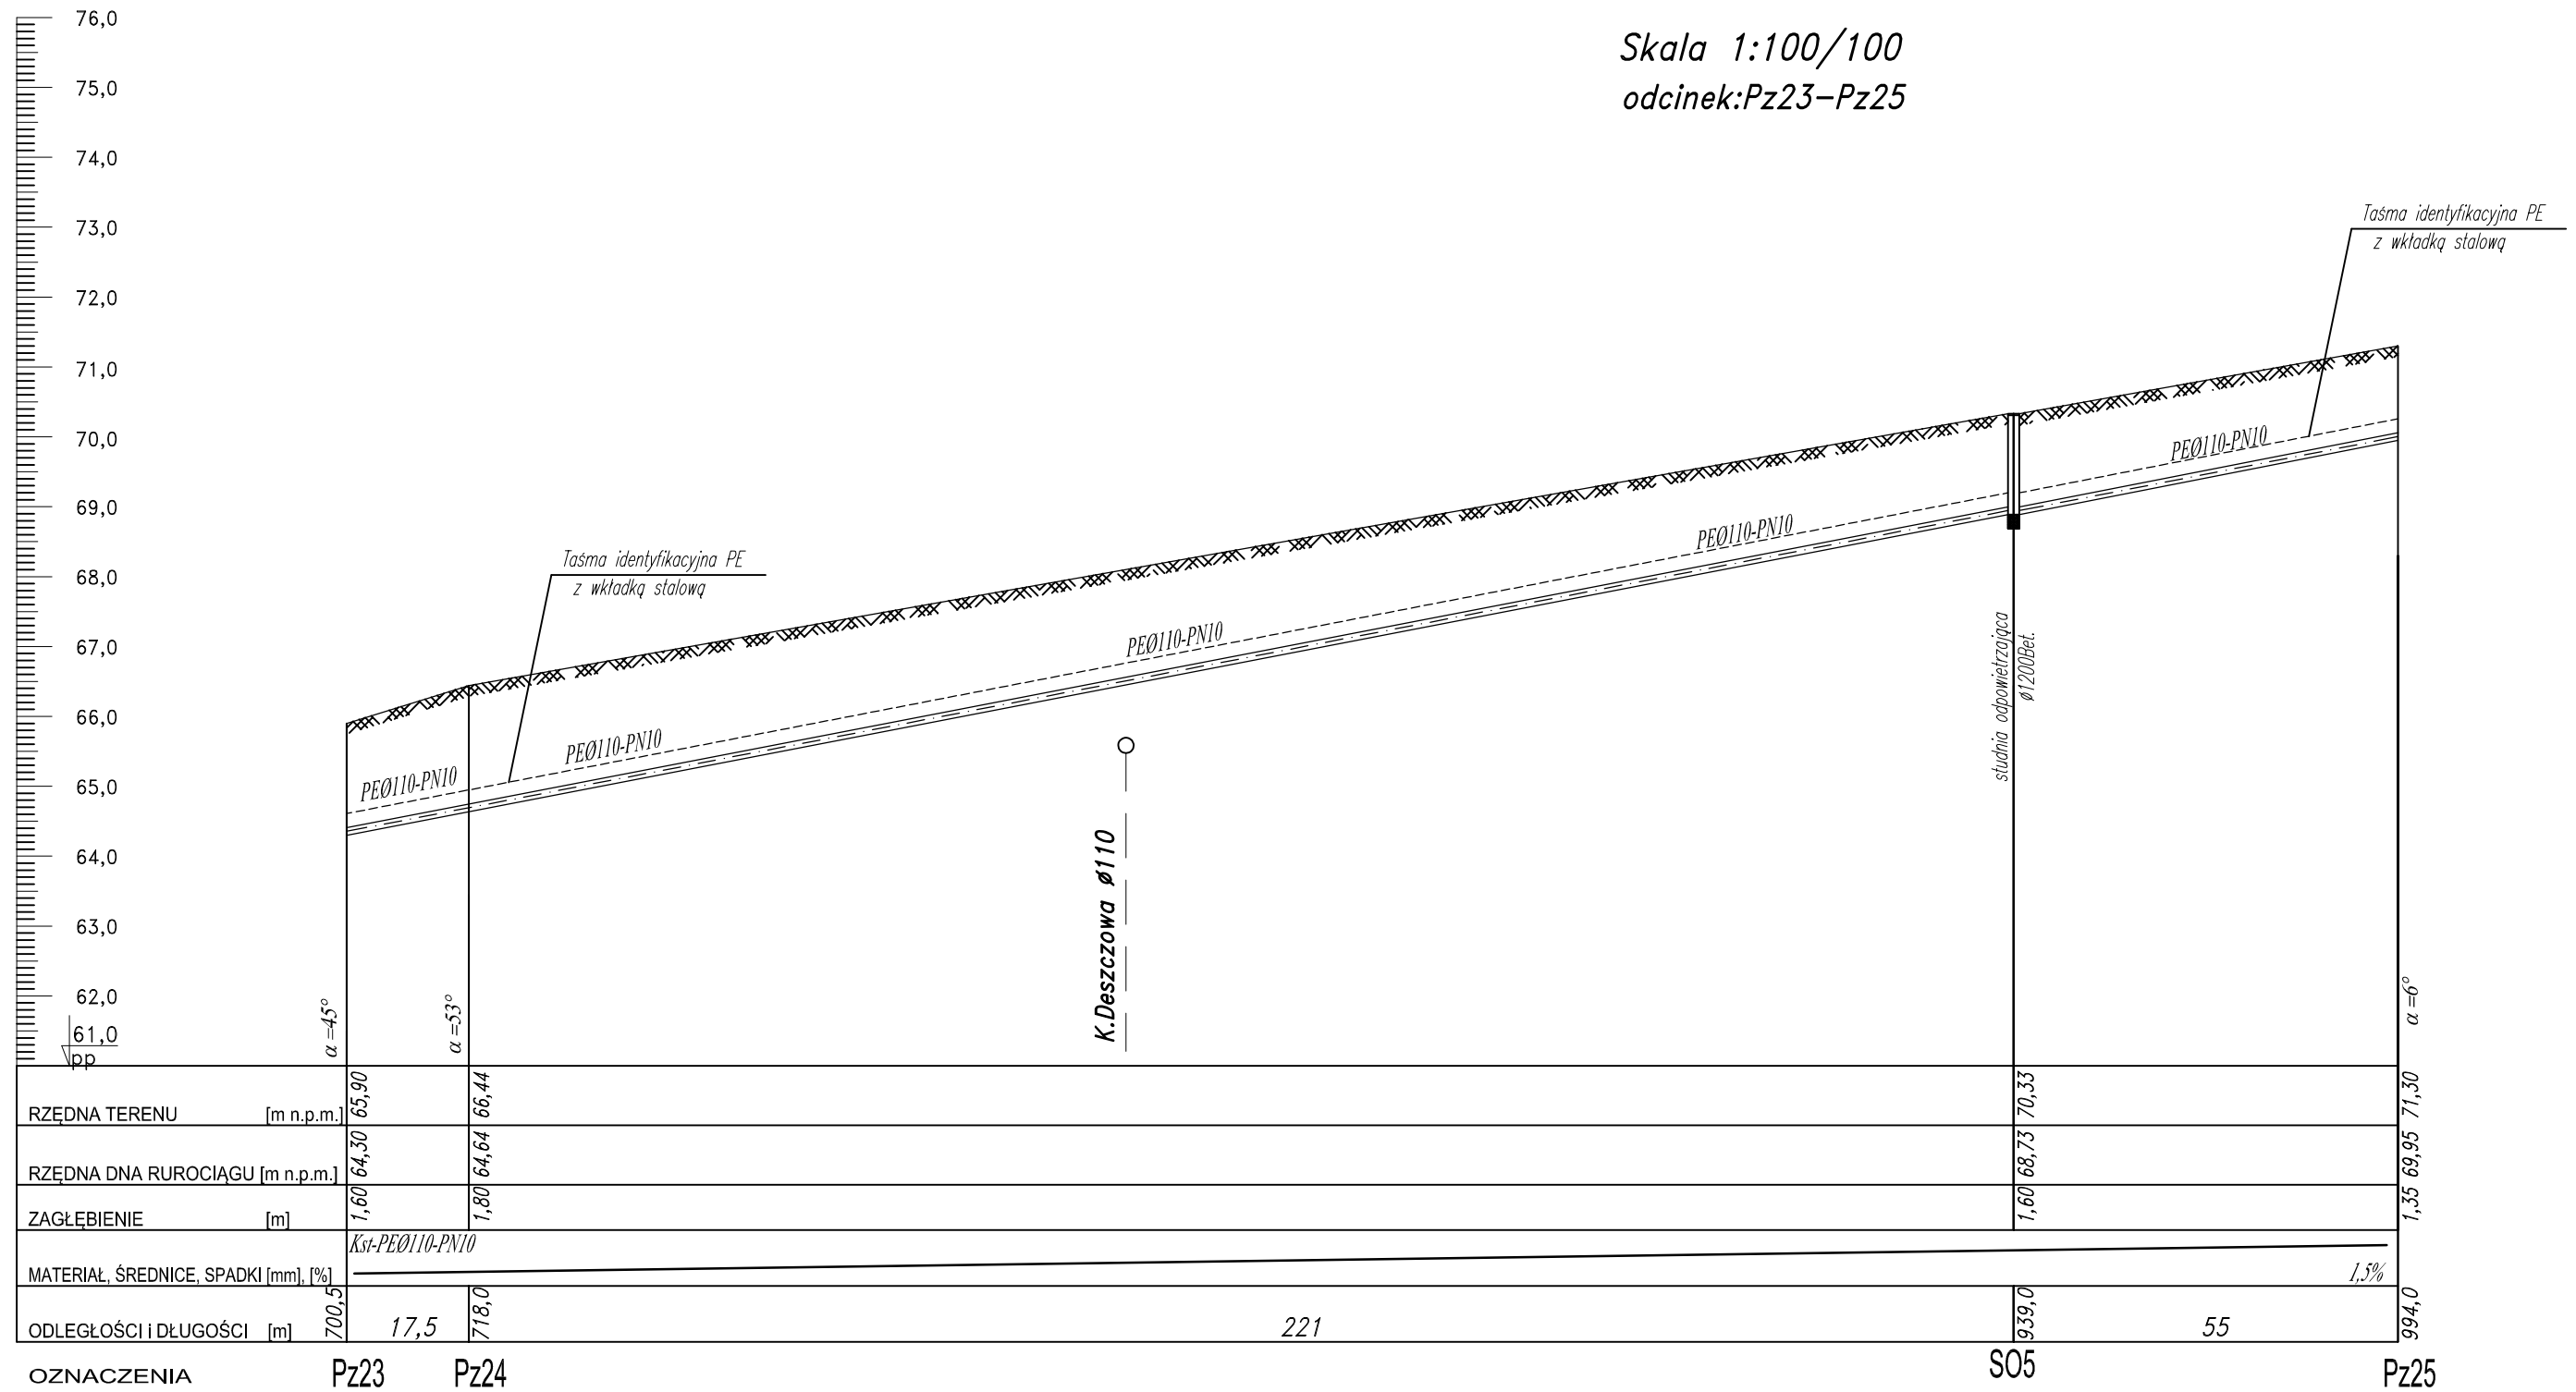 Skala 1:100/100
odcinek:Pz23-Pz25
76,0
75,0
74,0
73,0
72,0
71,0
70,0
69,0
68,0
67,0
66,0
65,0
64,0
63,0
62,0
61,0
pp
Taśma identyfikacyjna PE
z wkładką stalową
Taśma identyfikacyjna PE
z wkładką stalową
PEØ110-PN10
PEØ110-PN10
PEØ110-PN10
PEØ110-PN10
PEØ110-PN10
K.Deszczowa ø110
studnia odpowietrzająca
ø1200Bet.
α =45°
α =53°
α =6°
RZĘDNA TERENU [m n.p.m.] 65,90 66,44 70,33 71,30
RZĘDNA DNA RUROCIĄGU [m n.p.m.] 64,30 64,64 68,73 69,95
ZAGŁĘBIENIE [m] 1,60 1,80 1,60 1,35
Kst-PEØ110-PN10
MATERIAŁ, ŚREDNICE, SPADKI [mm], [%] 1,5%
ODLEGŁOŚCI i DŁUGOŚCI [m] 700,5 17,5 718,0 221 939,0 55 994,0
OZNACZENIA Pz23 Pz24 SO5 Pz25